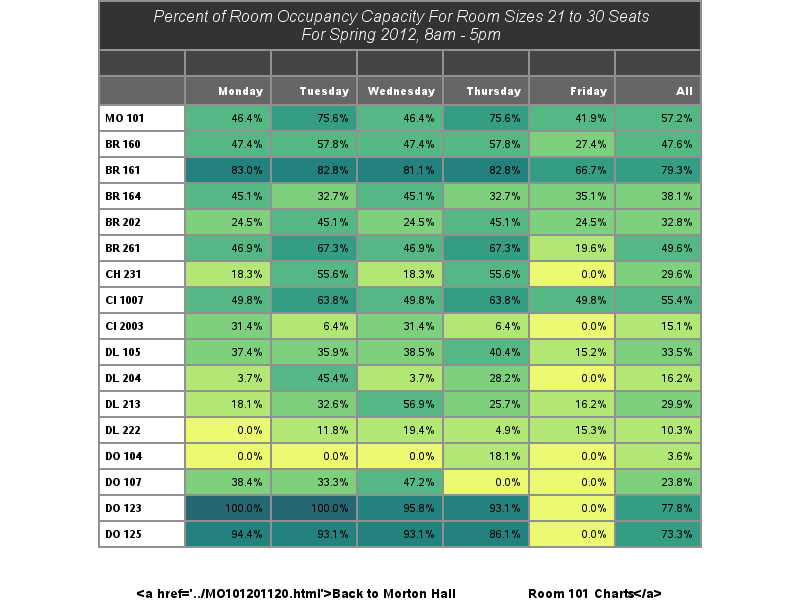 Percent of Room Occupancy Capacity For Room Sizes 21 to 30 Seats
For Spring 2012, 8am - 5pm
Monday Tuesday Wednesday Thursday Friday All
MO 101 46.4% 75.6% 46.4% 75.6% 41.9% 57.2%
BR 160 47.4% 57.8% 47.4% 57.8% 27.4% 47.6%
BR 161 83.0% 82.8% 81.1% 82.8% 66.7% 79.3%
BR 164 45.1% 32.7% 45.1% 32.7% 35.1% 38.1%
BR 202 24.5% 45.1% 24.5% 45.1% 24.5% 32.8%
BR 261 46.9% 67.3% 46.9% 67.3% 19.6% 49.6%
CH 231 18.3% 55.6% 18.3% 55.6% 0.0% 29.6%
CI 1007 49.8% 63.8% 49.8% 63.8% 49.8% 55.4%
CI 2003 31.4% 6.4% 31.4% 6.4% 0.0% 15.1%
DL 105 37.4% 35.9% 38.5% 40.4% 15.2% 33.5%
DL 204 3.7% 45.4% 3.7% 28.2% 0.0% 16.2%
DL 213 18.1% 32.6% 56.9% 25.7% 16.2% 29.9%
DL 222 0.0% 11.8% 19.4% 4.9% 15.3% 10.3%
DO 104 0.0% 0.0% 0.0% 18.1% 0.0% 3.6%
DO 107 38.4% 33.3% 47.2% 0.0% 0.0% 23.8%
DO 123 100.0% 100.0% 95.8% 93.1% 0.0% 77.8%
DO 125 94.4% 93.1% 93.1% 86.1% 0.0% 73.3%
<a href='../MO101201120.html'>Back to Morton Hall Room 101 Charts</a>